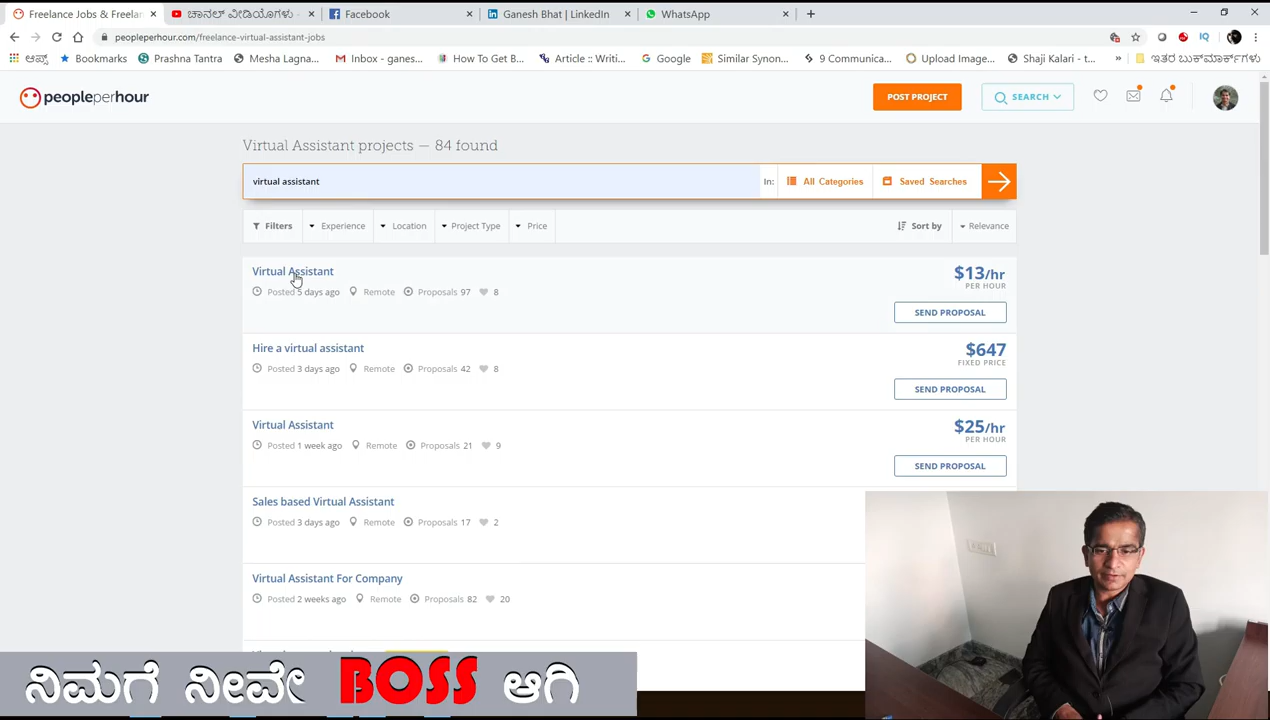 Freelance Jobs & Freelan
ಚಾನಲ್ ವೀಡಿಯೊಗಳು
Facebook
Ganesh Bhat | LinkedIn
WhatsApp
peopleperhour.com/freelance-virtual-assistant-jobs
ಆಪ್ಸ್
Bookmarks
Prashna Tantra
Mesha Lagna...
Inbox - ganes...
How To Get B...
Article :: Writi...
Google
Similar Synon...
9 Communica...
Upload Image...
Shaji Kalari - t...
»
ಇತರ ಬುಕ್‌ಮಾರ್ಕ್‌ಗಳು
peopleperhour
POST PROJECT
SEARCH
Virtual Assistant projects — 84 found
virtual assistant
In:
All Categories
Saved Searches
Filters
Experience
Location
Project Type
Price
Sort by
Relevance
Virtual Assistant
$13/hr
Posted 5 days ago Remote Proposals 97 8
PER HOUR
SEND PROPOSAL
Hire a virtual assistant
$647
Posted 3 days ago Remote Proposals 42 8
FIXED PRICE
SEND PROPOSAL
Virtual Assistant
$25/hr
Posted 1 week ago Remote Proposals 21 9
PER HOUR
SEND PROPOSAL
Sales based Virtual Assistant
Posted 3 days ago Remote Proposals 17 2
Virtual Assistant For Company
Posted 2 weeks ago Remote Proposals 82 20
ನಿಮಗೆ ನೀವೇ BOSS ಆಗಿ